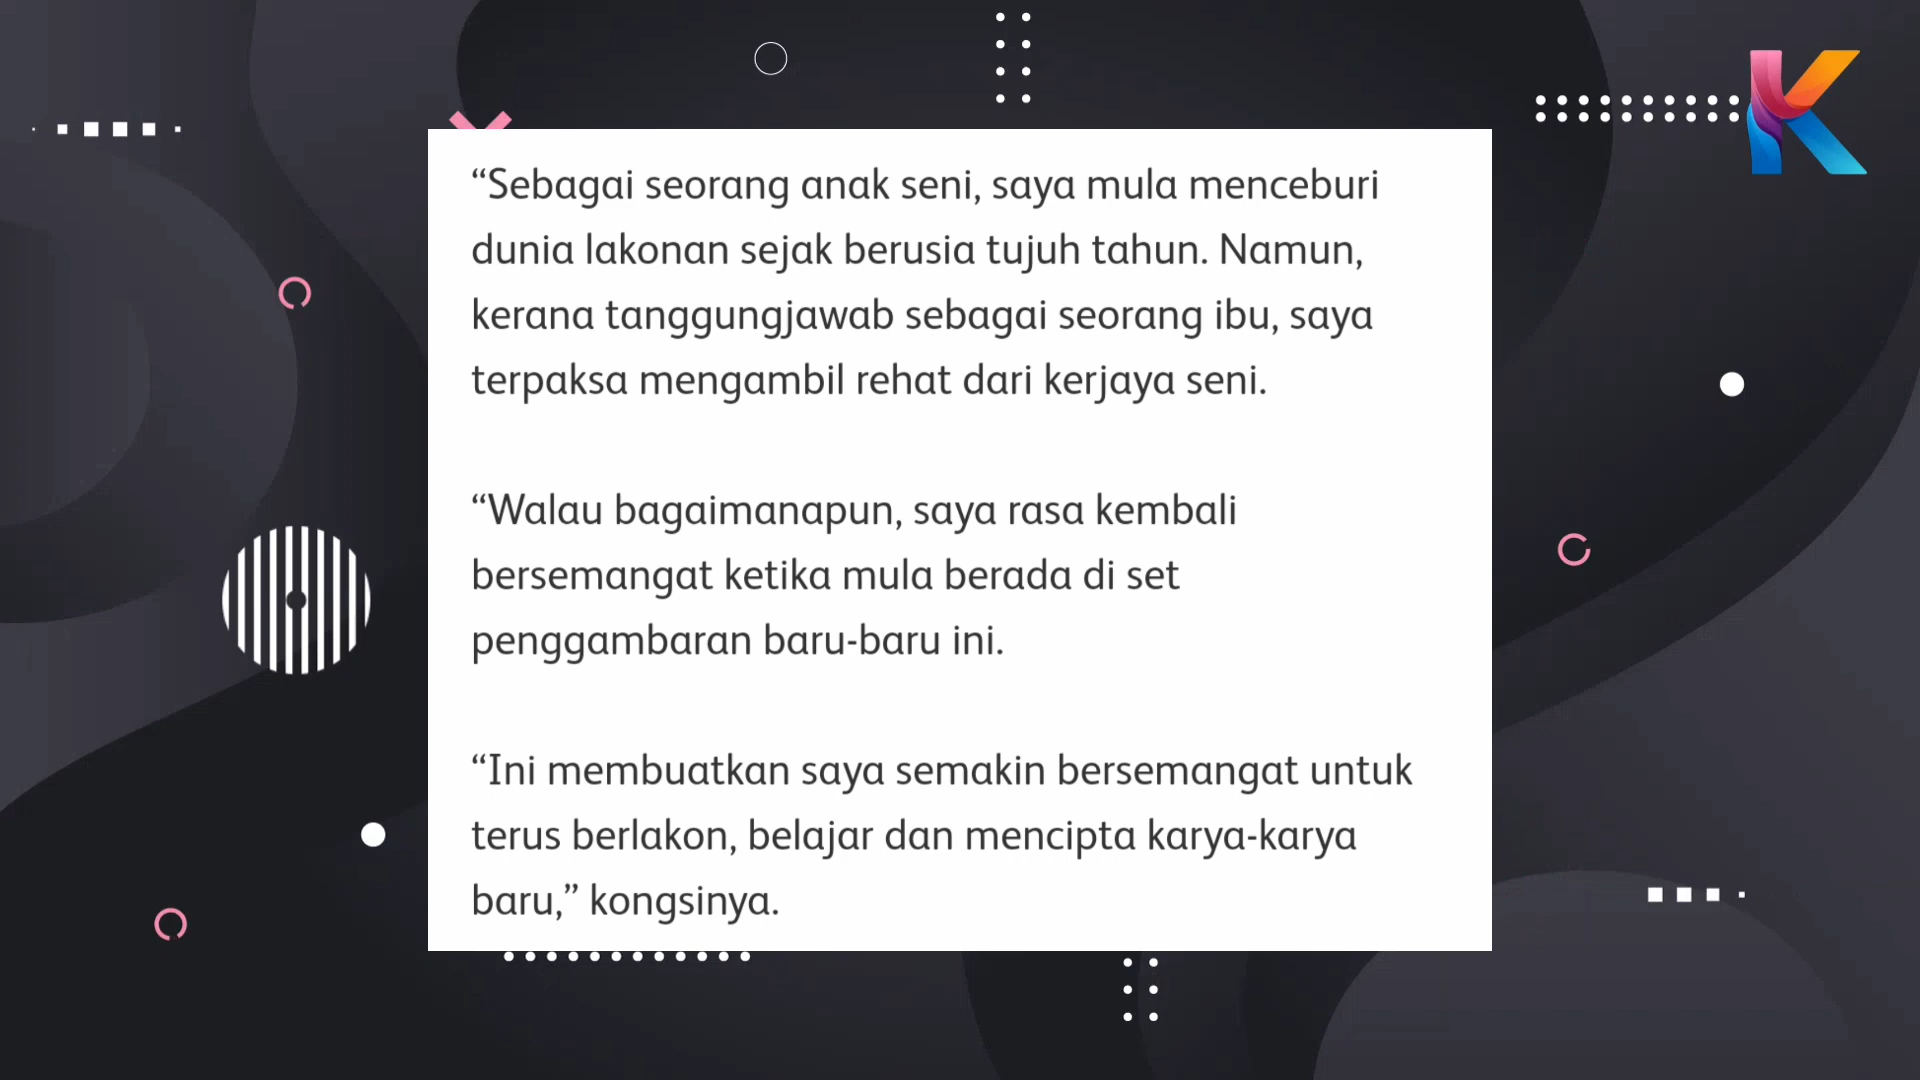 “Sebagai seorang anak seni, saya mula menceburi
dunia lakonan sejak berusia tujuh tahun. Namun,
kerana tanggungjawab sebagai seorang ibu, saya
terpaksa mengambil rehat dari kerjaya seni.
“Walau bagaimanapun, saya rasa kembali
bersemangat ketika mula berada di set
penggambaran baru-baru ini.
“Ini membuatkan saya semakin bersemangat untuk
terus berlakon, belajar dan mencipta karya-karya
baru,” kongsinya.
K